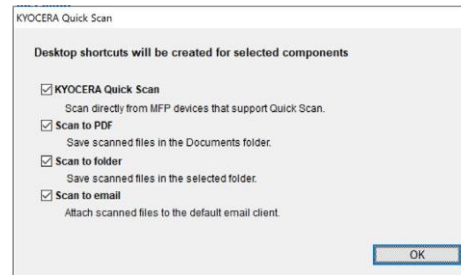 KYOCERA Quick Scan
Desktop shortcuts will be created for selected components
KYOCERA Quick Scan
Scan directly from MFP devices that support Quick Scan.
Scan to PDF
Save scanned files in the Documents folder.
Scan to folder
Save scanned files in the selected folder.
Scan to email
Attach scanned files to the default email client.
OK